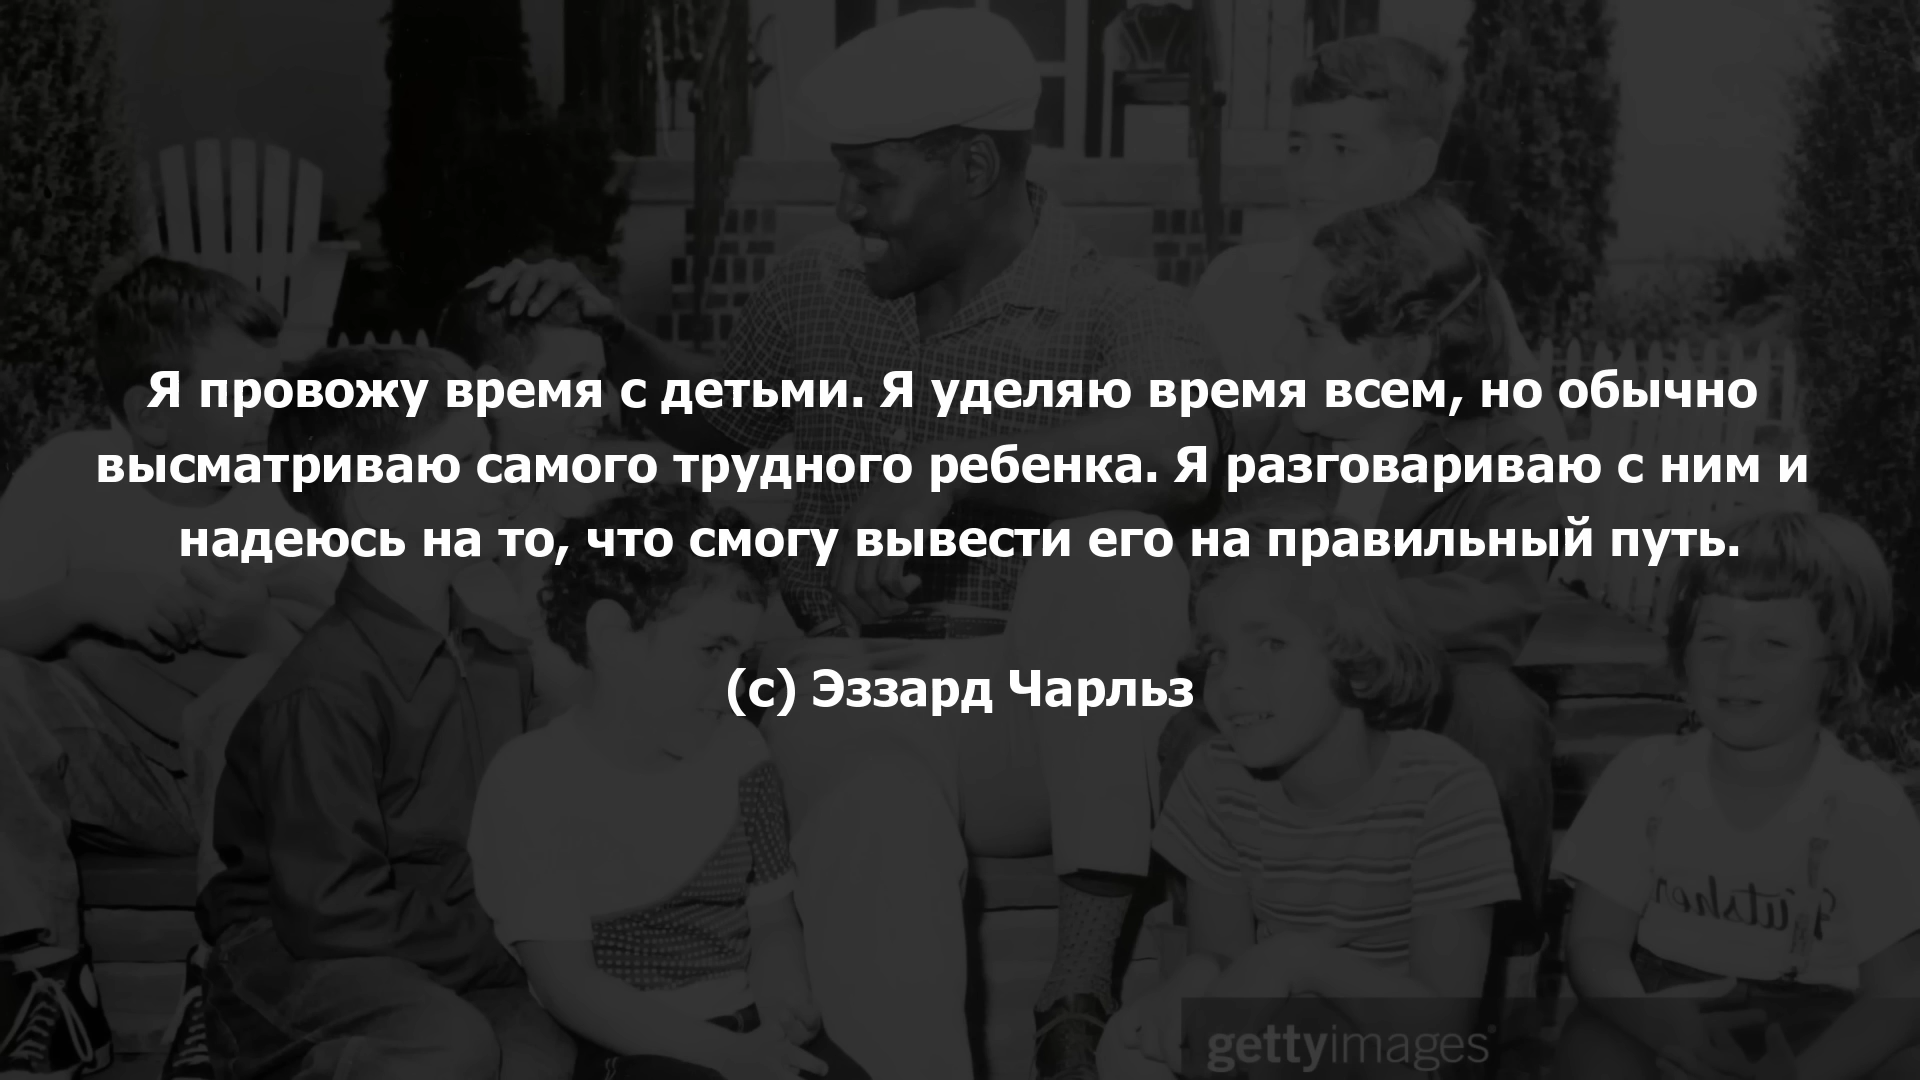 Я провожу время с детьми. Я уделяю время всем, но обычно
высматриваю самого трудного ребенка. Я разговариваю с ним и
надеюсь на то, что смогу вывести его на правильный путь.
(с) Эззард Чарльз
gettyimages